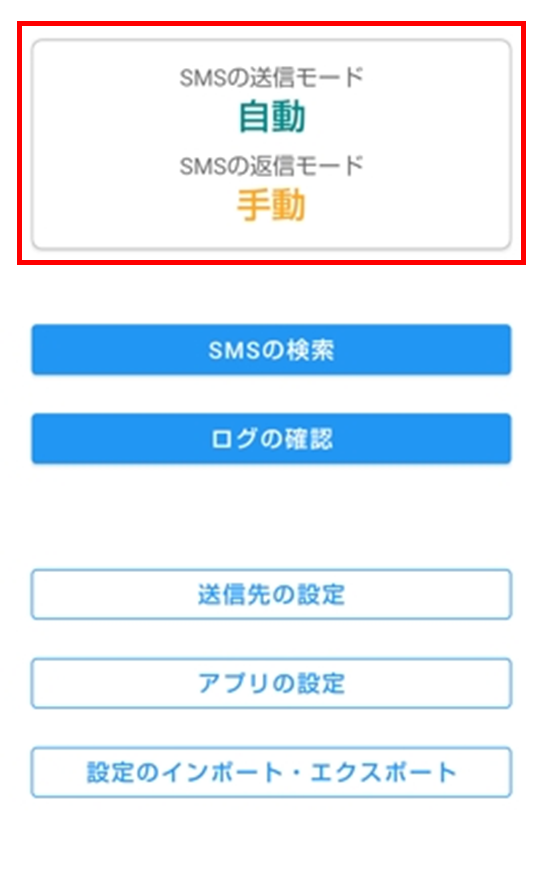 SMSの送信モード
自動
SMSの返信モード
手動
SMSの検索
ログの確認
送信先の設定
アプリの設定
設定のインポート・エクスポート